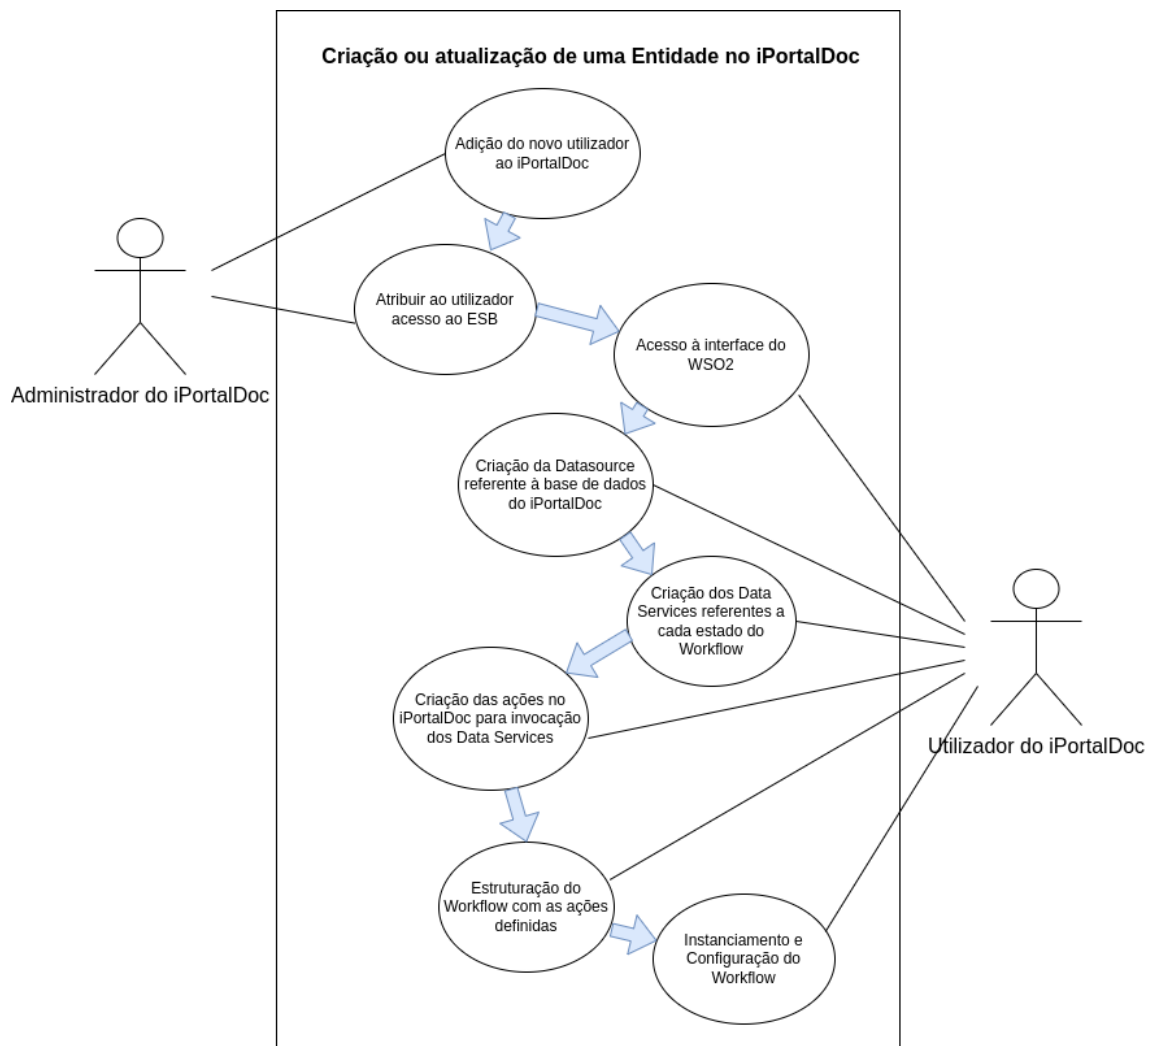 Criação ou atualização de uma Entidade no iPortalDoc
Adição do novo utilizador
ao iPortalDoc
Atribuir ao utilizador
acesso ao ESB
Acesso à interface do
WSO2
Administrador do iPortalDoc
Criação da Datasource
referente à base de dados
do iPortalDoc
Criação dos Data
Services referentes a
cada estado do
Workflow
Criação das ações no
iPortalDoc para invocação
dos Data Services
Utilizador do iPortalDoc
Estruturação do
Workflow com as ações
definidas
Instanciamento e
Configuração do
Workflow